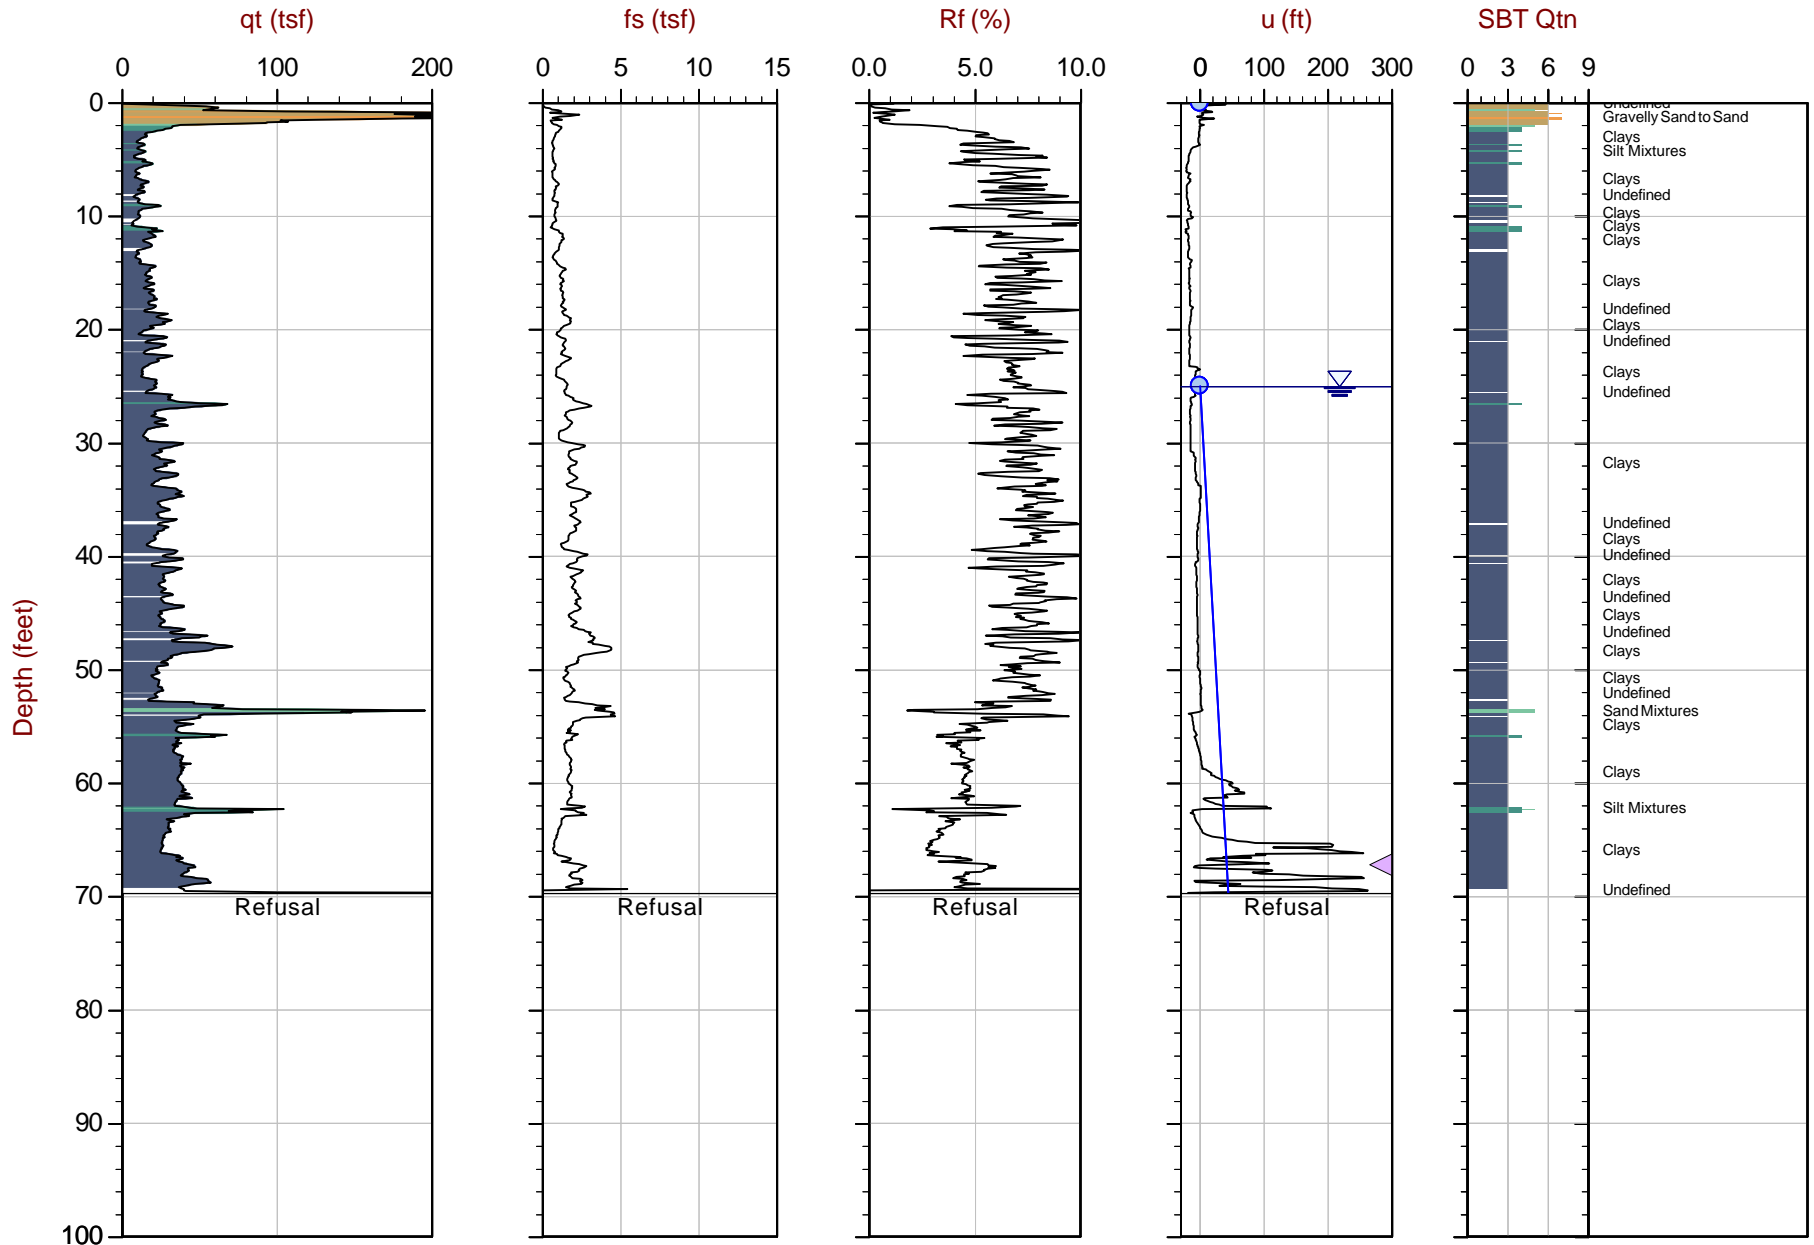 qt (tsf) fs (tsf) Rf (%) u (ft) SBT Qtn
0 100 200 0 5 15 0.0 5.0 10.0 0 100 200 300 0 3 6 9
0
Undefined
Gravelly Sand to Sand
Clays
Silt Mixtures
Clays
Undefined
Clays
10
Clays
Clays
Clays
Undefined
Clays
20
Undefined
Clays
Undefined
30
Clays
Undefined
Clays
Undefined
40
Clays
Undefined
Clays
Undefined
Clays
50
Clays
Undefined
Sand Mixtures
Clays
Clays
60
Silt Mixtures
Clays
Undefined
70
Refusal Refusal Refusal Refusal
80
90
100
Depth (feet)